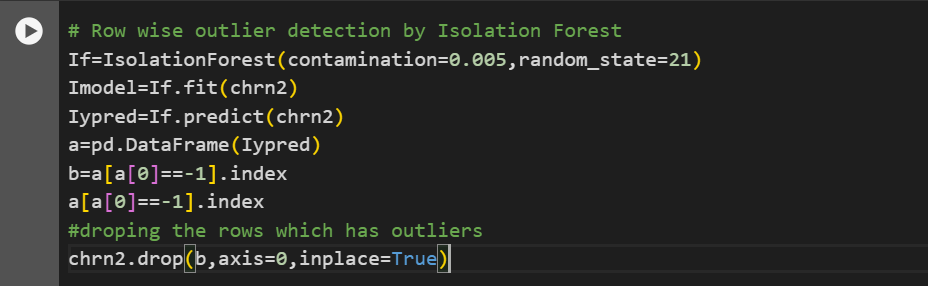 # Row wise outlier detection by Isolation Forest
If=IsolationForest(contamination=0.005,random_state=21)
Imodel=If.fit(chrn2)
Iypred=If.predict(chrn2)
a=pd.DataFrame(Iypred)
b=a[a[0]==-1].index
a[a[0]==-1].index
#droping the rows which has outliers
chrn2.drop(b,axis=0,inplace=True)